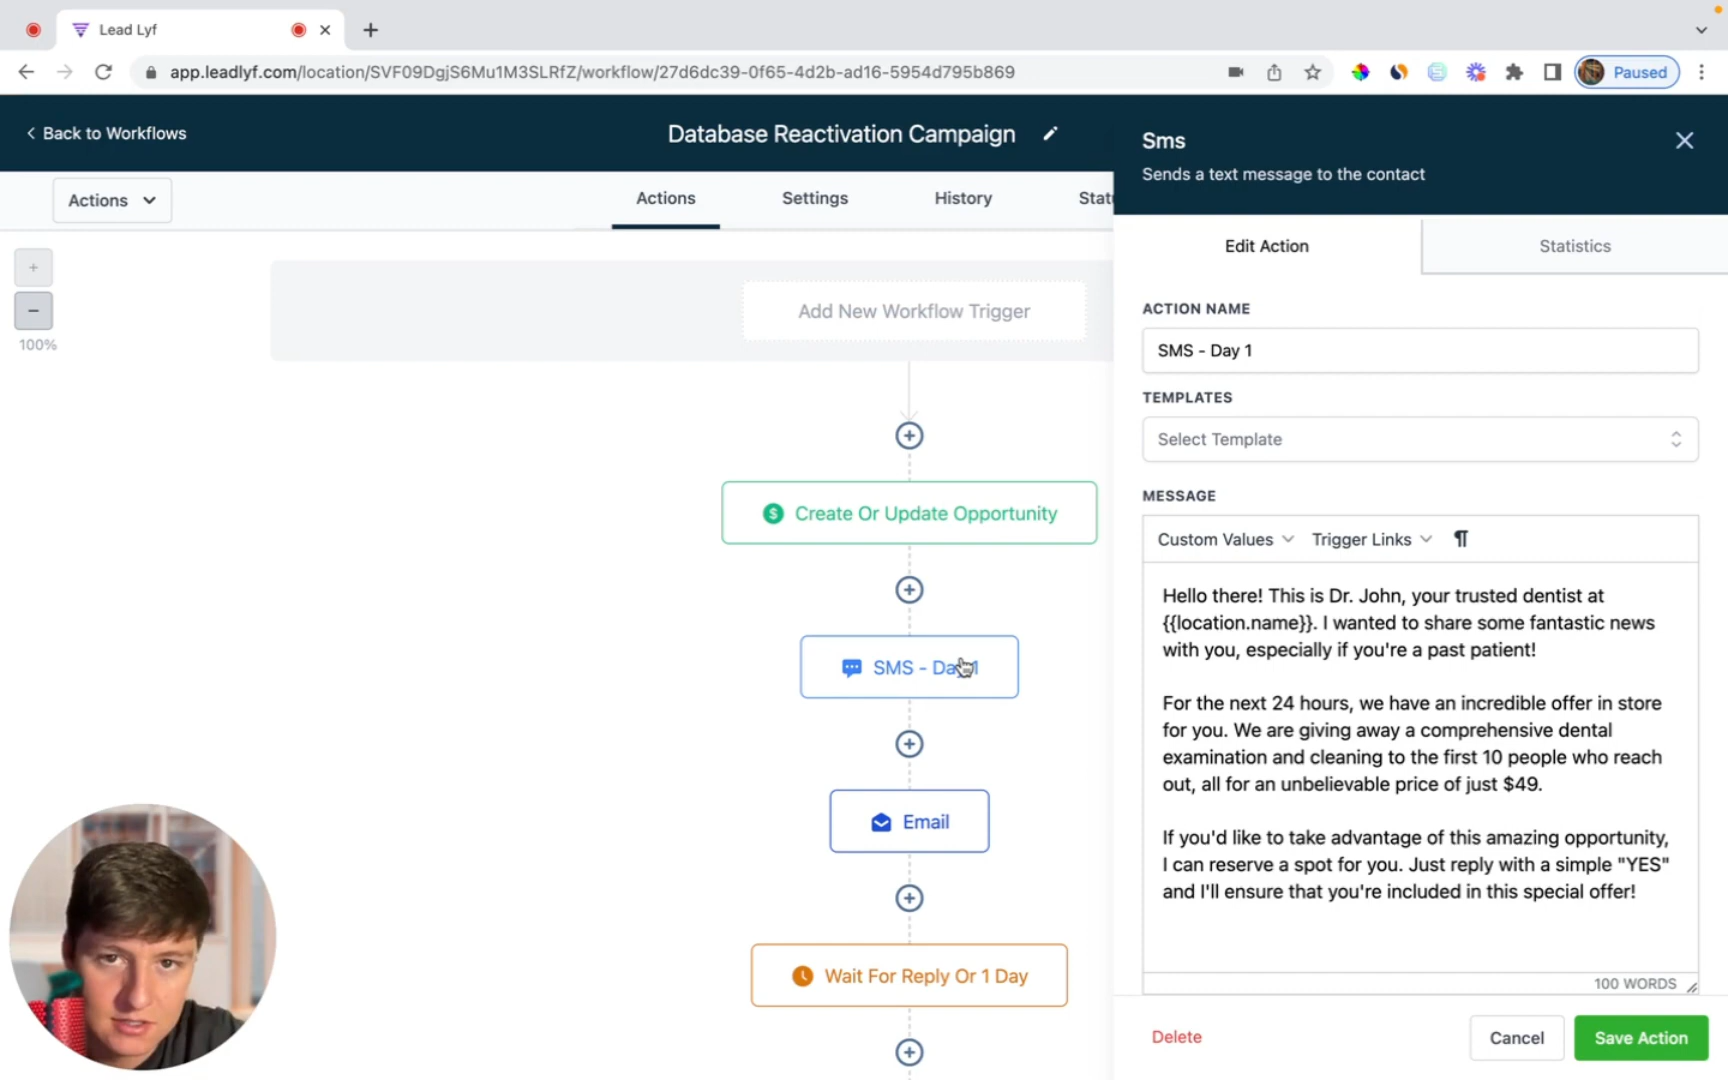 Lead Lyf
app.leadlyf.com/location/SVF09DgjS6Mu1M3SLRfZ/workflow/27d6dc39-0f65-4d2b-ad16-5954d795b869
Paused
Back to Workflows
Database Reactivation Campaign
Actions
Actions
Settings
History
+
−
100%
Add New Workflow Trigger
Create Or Update Opportunity
SMS - Day 1
Email
Wait For Reply Or 1 Day
Sms
Sends a text message to the contact
Edit Action
Statistics
ACTION NAME
SMS - Day 1
TEMPLATES
Select Template
MESSAGE
Custom Values
Trigger Links
Hello there! This is Dr. John, your trusted dentist at
{{location.name}}. I wanted to share some fantastic news
with you, especially if you're a past patient!
For the next 24 hours, we have an incredible offer in store
for you. We are giving away a comprehensive dental
examination and cleaning to the first 10 people who reach
out, all for an unbelievable price of just $49.
If you'd like to take advantage of this amazing opportunity,
I can reserve a spot for you. Just reply with a simple "YES"
and I'll ensure that you're included in this special offer!
100 WORDS
Delete
Cancel
Save Action